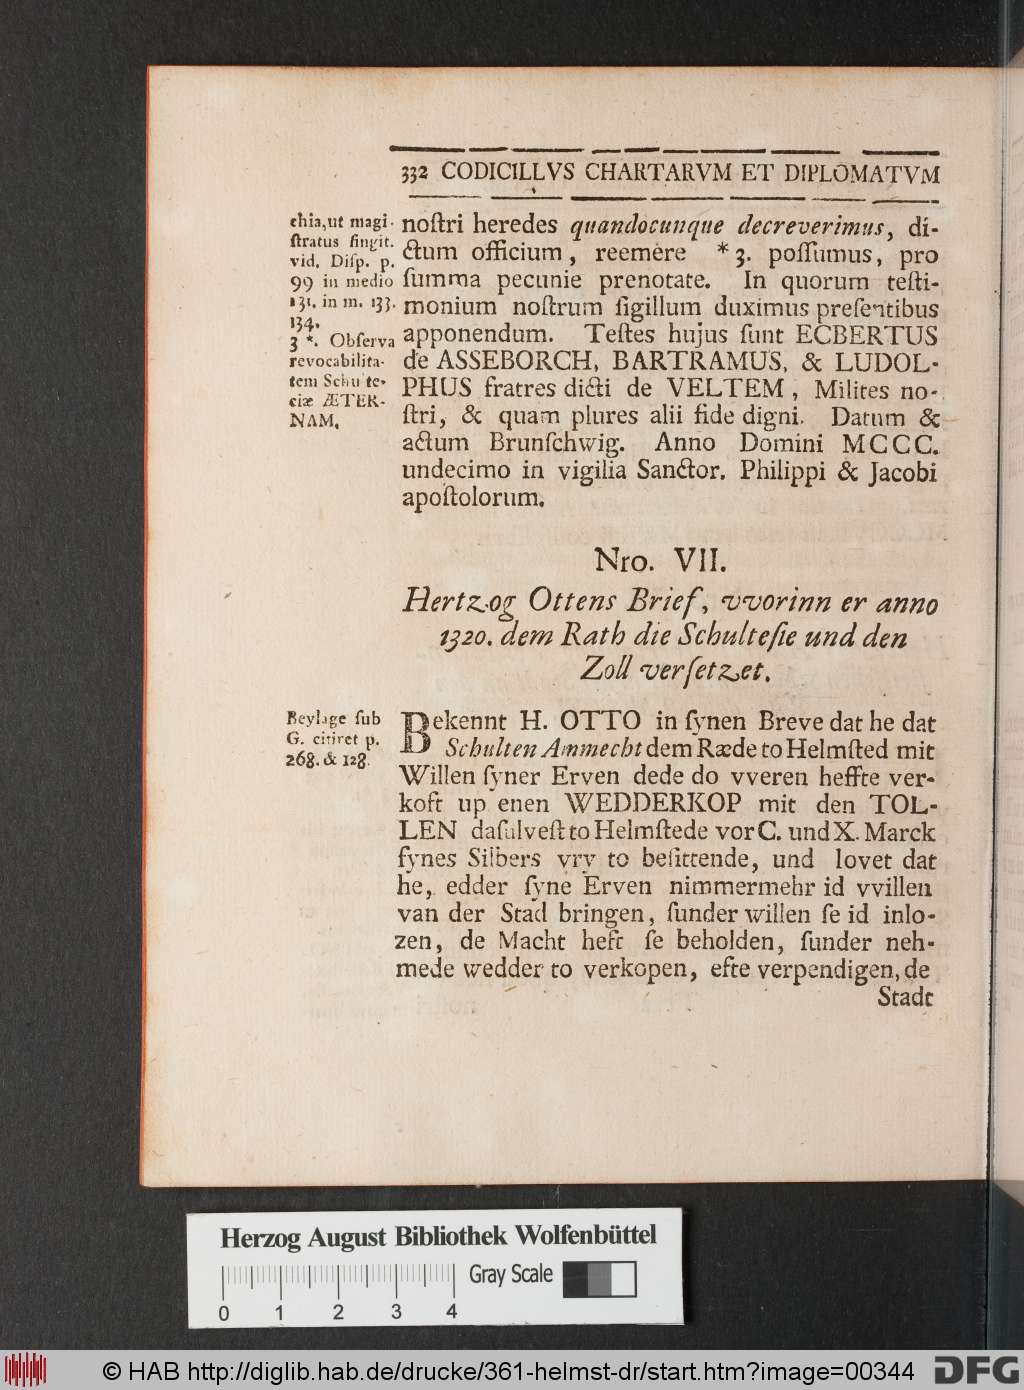 332 CODICILLVS CHARTARVM ET DIPLOMATVM
chia, ut magi-
ſtratus ſingit.
vid. Diſp. p.
99 in medio
131. in m. 133.
134.
3 *. Obſerva
revocabilita-
tem Schulte-
ciæ ÆTER-
NAM.
noſtri heredes quandocunque decreverimus, di-
ctum officium, reemere *3. poſſumus, pro
ſumma pecunie prenotate. In quorum teſti-
monium noſtrum ſigillum duximus preſentibus
apponendum. Teſtes hujus ſunt ECBERTUS
de ASSEBORCH, BARTRAMUS, & LUDOL-
PHUS fratres dicti de VELTEM, Milites no-
ſtri, & quam plures alii fide digni. Datum &
actum Brunſchwig. Anno Domini MCCC.
undecimo in vigilia Sanctor. Philippi & Jacobi
apoſtolorum.
Nro. VII.
Hertzog Ottens Brief, vvorinn er anno
1320. dem Rath die Schulteſie und den
Zoll verſetzet.
Beylage ſub
G. citiret p.
268. & 128.
Bekennt H. OTTO in ſynen Breve dat he dat
Schulten Ammecht dem Ræde to Helmſted mit
Willen ſyner Erven dede do vveren heffte ver-
koft up enen WEDDERKOP mit den TOL-
LEN daſulveſt to Helmſtede vor C. und X. Marck
ſynes Silbers vry to beſittende, und lovet dat
he, edder ſyne Erven nimmermehr id vvillen
van der Stad bringen, ſunder willen ſe id inlo-
zen, de Macht heft ſe beholden, ſunder neh-
mede wedder to verkopen, efte verpendigen, de
Stadt
Herzog August Bibliothek Wolfenbüttel
Gray Scale
0 1 2 3 4
© HAB http://diglib.hab.de/drucke/361-helmst-dr/start.htm?image=00344
DFG